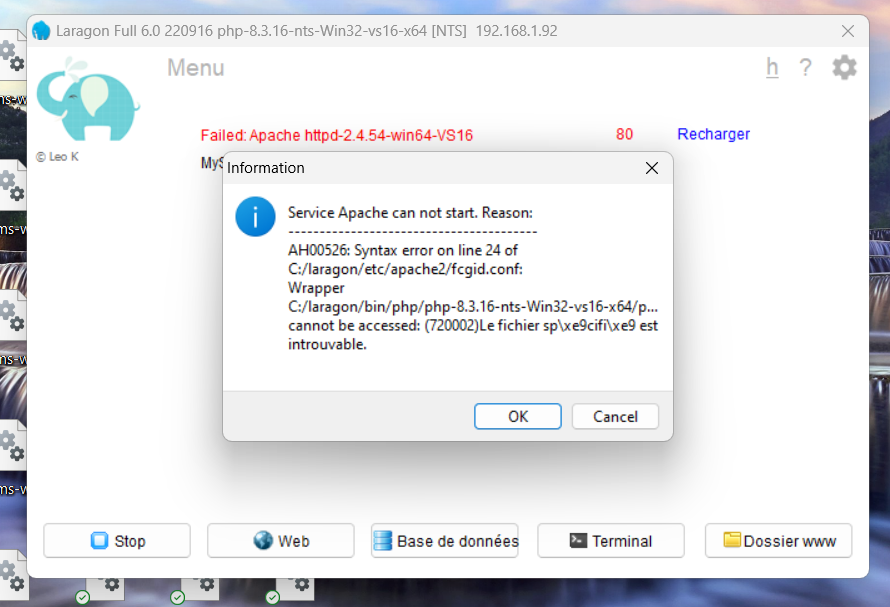 Laragon Full 6.0 220916 php-8.3.16-nts-Win32-vs16-x64 [NTS] 192.168.1.92
Menu
h ?
© Leo K
Failed: Apache httpd-2.4.54-win64-VS16 80 Recharger
MyS
Information
Service Apache can not start. Reason:
----------------------------------------
AH00526: Syntax error on line 24 of
C:/laragon/etc/apache2/fcgid.conf:
Wrapper
C:/laragon/bin/php/php-8.3.16-nts-Win32-vs16-x64/p...
cannot be accessed: (720002)Le fichier sp\xe9cifi\xe9 est
introuvable.
OK Cancel
Stop Web Base de données Terminal Dossier www
ms-w
ms-w
ms-w
ms-w